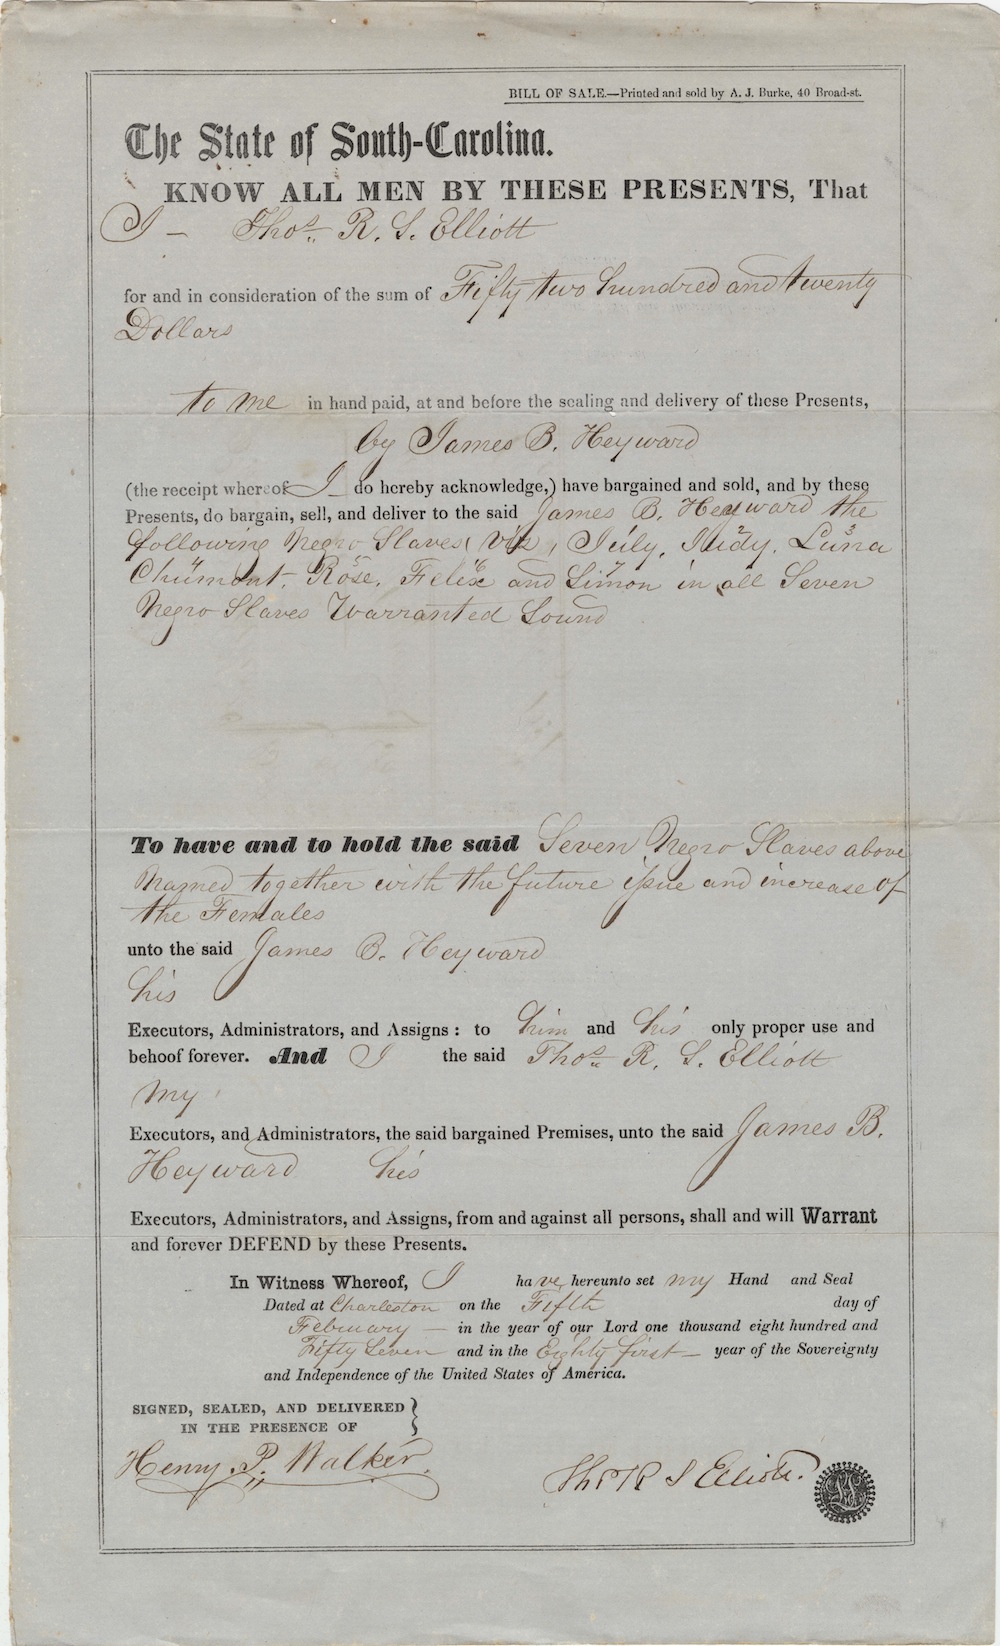 BILL OF SALE.—Printed and sold by A. J. Burke, 40 Broad-st.
The State of South-Carolina.
KNOW ALL MEN BY THESE PRESENTS, That
I — Thos. R. S. Elliott
for and in consideration of the sum of Fifty two hundred and twenty
Dollars
to me in hand paid, at and before the sealing and delivery of these Presents,
by James B. Heyward
(the receipt whereof I do hereby acknowledge,) have bargained and sold, and by these
Presents, do bargain, sell, and deliver to the said James B. Heyward the
following Negro Slaves, viz, July, Judy, Luna
Rose, Felix and Simon in all Seven
Negro Slaves Warranted Sound
To have and to hold the said Seven Negro Slaves above
Named together with the future issue and increase of
the Females
unto the said James B. Heyward
his
Executors, Administrators, and Assigns: to him and his only proper use and
behoof forever. And I the said Thos. R. S. Elliott
my
Executors, and Administrators, the said bargained Premises, unto the said James B.
Heyward his
Executors, Administrators, and Assigns, from and against all persons, shall and will Warrant
and forever DEFEND by these Presents.
In Witness Whereof, I have hereunto set my Hand and Seal
Dated at Charleston on the Fifth day of
February — in the year of our Lord one thousand eight hundred and
Fifty Seven and in the Eighty first — year of the Sovereignty
and Independence of the United States of America.
SIGNED, SEALED, AND DELIVERED
IN THE PRESENCE OF
Henry P. Walker.
Thos R S Elliott.
LS